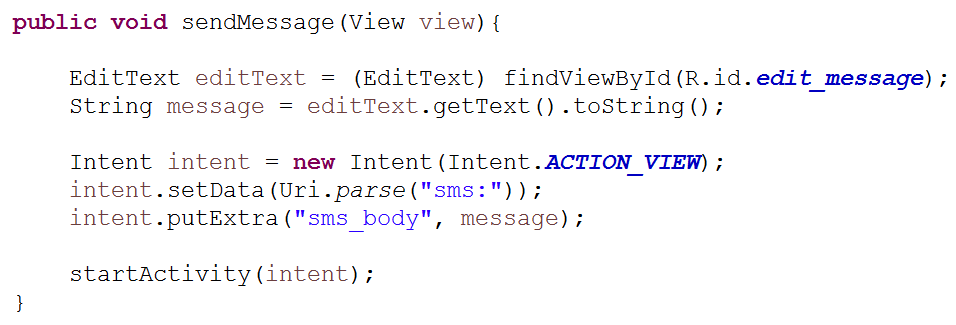 public void sendMessage(View view){
EditText editText = (EditText) findViewById(R.id.edit_message);
String message = editText.getText().toString();
Intent intent = new Intent(Intent.ACTION_VIEW);
intent.setData(Uri.parse("sms:"));
intent.putExtra("sms_body", message);
startActivity(intent);
}